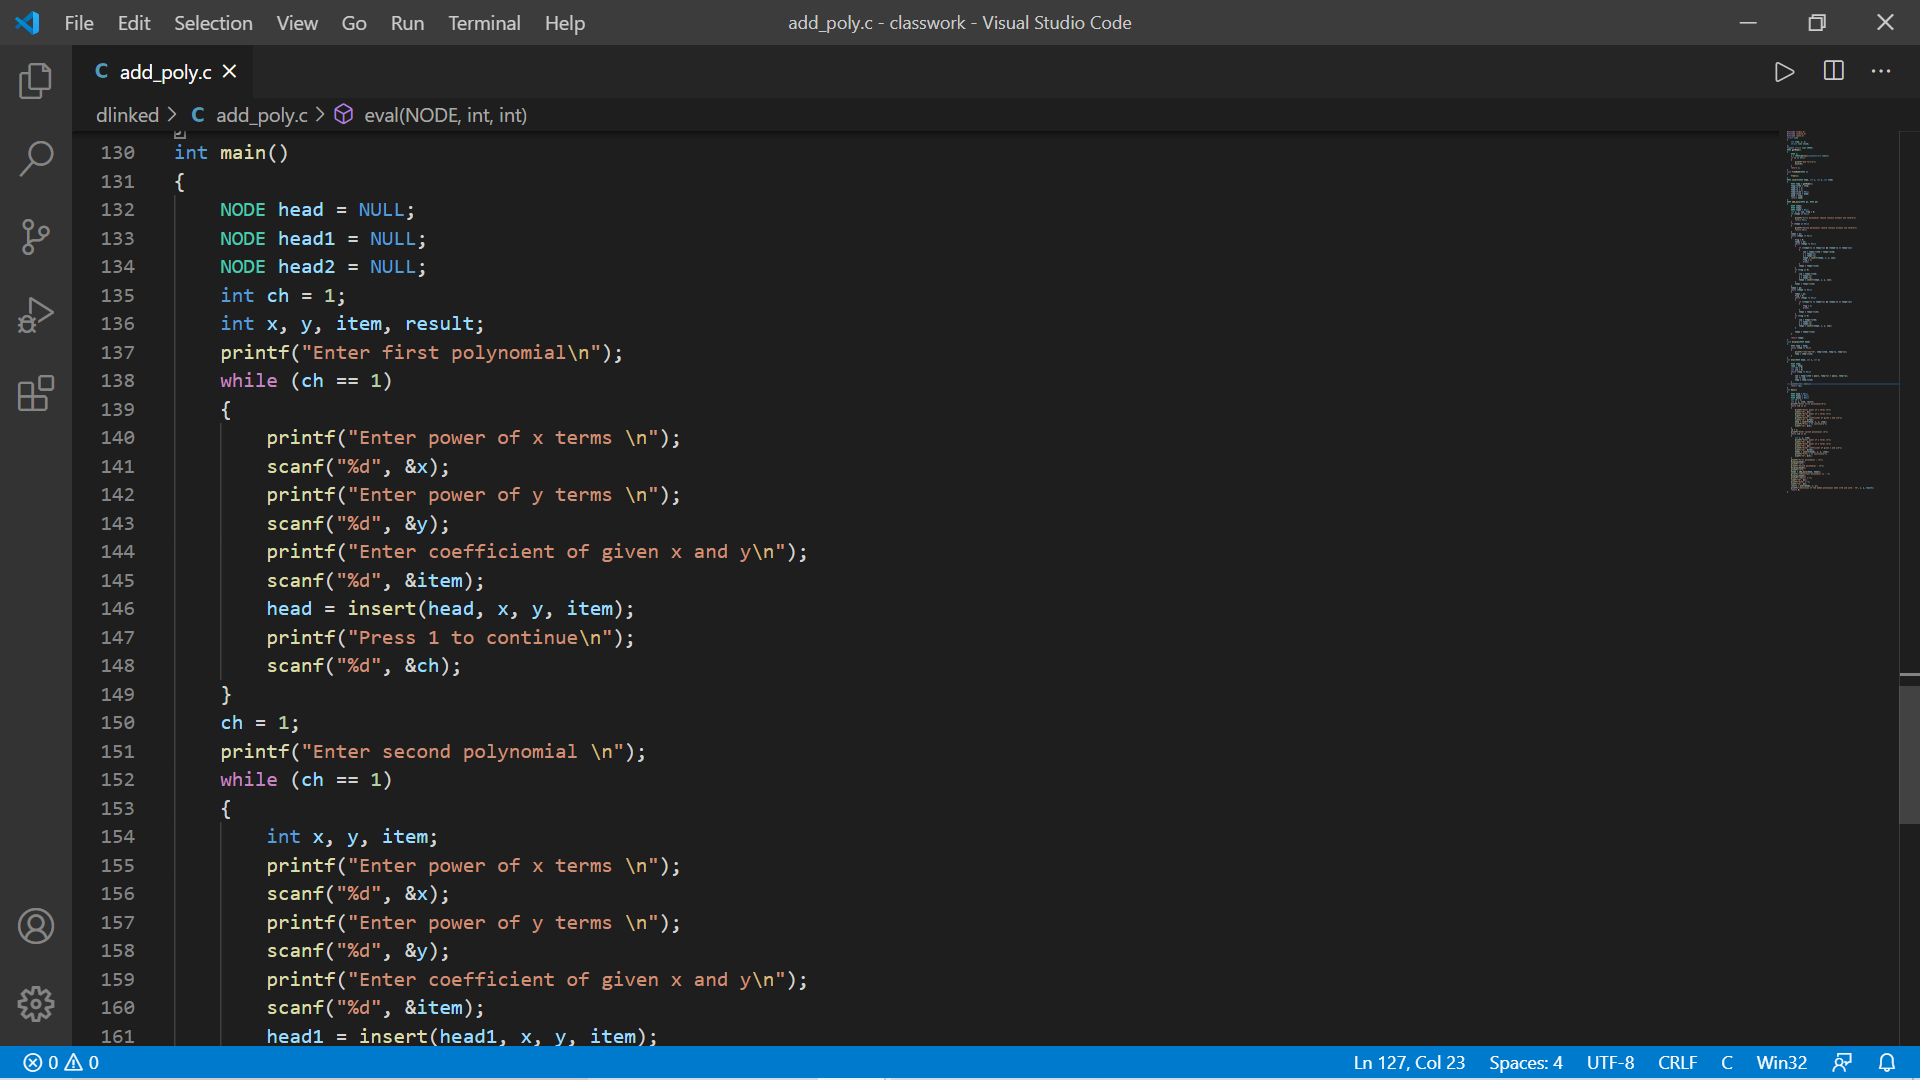 File Edit Selection View Go Run Terminal Help add_poly.c - classwork - Visual Studio Code
C add_poly.c
dlinked > C add_poly.c > eval(NODE, int, int)
130 int main()
131 {
132 NODE head = NULL;
133 NODE head1 = NULL;
134 NODE head2 = NULL;
135 int ch = 1;
136 int x, y, item, result;
137 printf("Enter first polynomial\n");
138 while (ch == 1)
139 {
140 printf("Enter power of x terms \n");
141 scanf("%d", &x);
142 printf("Enter power of y terms \n");
143 scanf("%d", &y);
144 printf("Enter coefficient of given x and y\n");
145 scanf("%d", &item);
146 head = insert(head, x, y, item);
147 printf("Press 1 to continue\n");
148 scanf("%d", &ch);
149 }
150 ch = 1;
151 printf("Enter second polynomial \n");
152 while (ch == 1)
153 {
154 int x, y, item;
155 printf("Enter power of x terms \n");
156 scanf("%d", &x);
157 printf("Enter power of y terms \n");
158 scanf("%d", &y);
159 printf("Enter coefficient of given x and y\n");
160 scanf("%d", &item);
161 head1 = insert(head1, x, y, item);
0 0 Ln 127, Col 23 Spaces: 4 UTF-8 CRLF C Win32